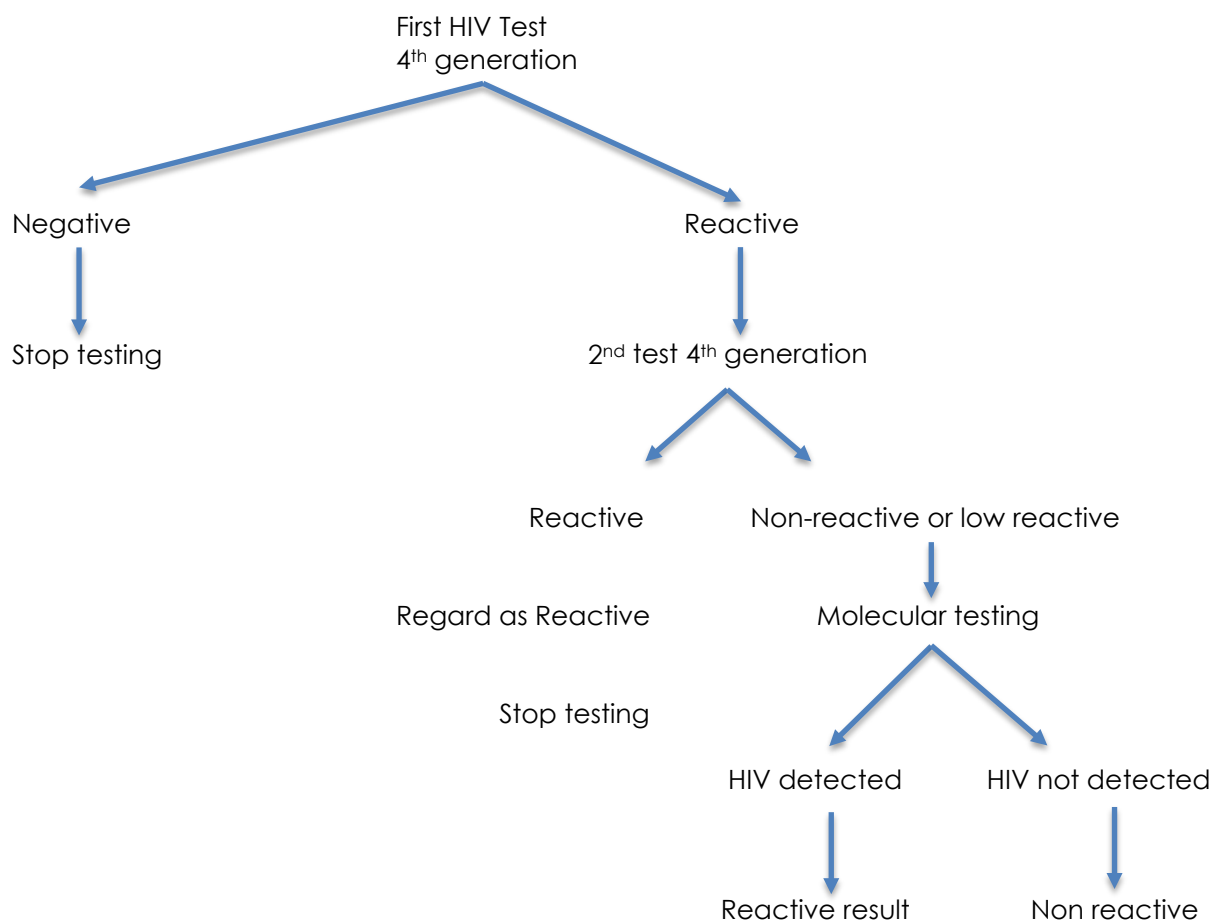 First HIV Test
4th generation
Negative
Reactive
Stop testing
2nd test 4th generation
Reactive
Non-reactive or low reactive
Regard as Reactive
Molecular testing
Stop testing
HIV detected
HIV not detected
Reactive result
Non reactive